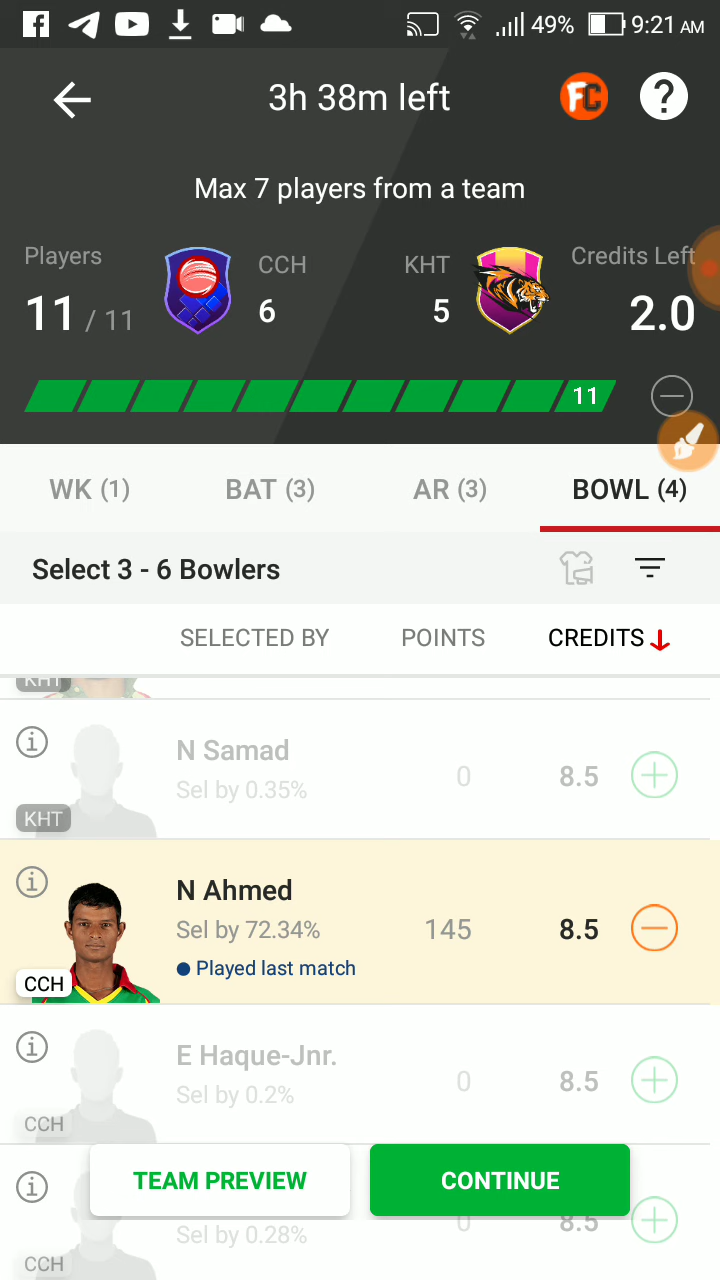 49% 9:21 AM
3h 38m left
FC
?
Max 7 players from a team
Players
CCH
KHT
Credits Left
11 / 11
6
5
2.0
11
WK (1)
BAT (3)
AR (3)
BOWL (4)
Select 3 - 6 Bowlers
SELECTED BY
POINTS
CREDITS
KHT
N Samad
Sel by 0.35%
0
8.5
KHT
N Ahmed
Sel by 72.34%
145
8.5
Played last match
CCH
E Haque-Jnr.
Sel by 0.2%
0
8.5
CCH
TEAM PREVIEW
CONTINUE
Sel by 0.28%
0
8.5
CCH